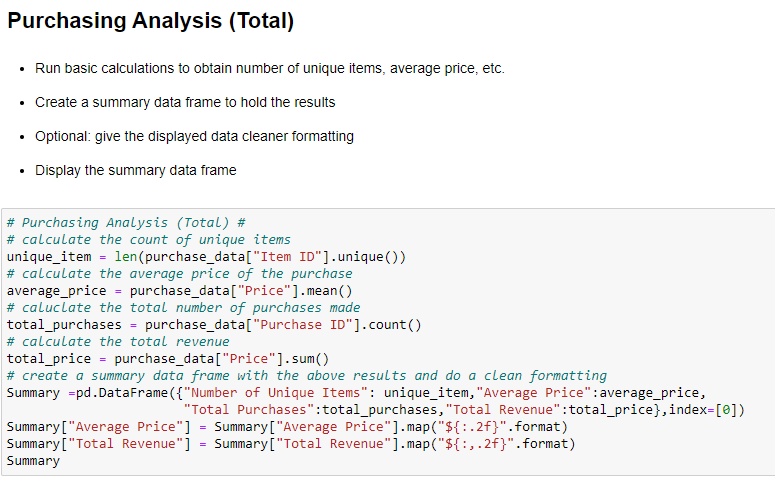 Purchasing Analysis (Total)
• Run basic calculations to obtain number of unique items, average price, etc.
• Create a summary data frame to hold the results
• Optional: give the displayed data cleaner formatting
• Display the summary data frame
# Purchasing Analysis (Total) #
# calculate the count of unique items
unique_item = len(purchase_data["Item ID"].unique())
# calculate the average price of the purchase
average_price = purchase_data["Price"].mean()
# caluclate the total number of purchases made
total_purchases = purchase_data["Purchase ID"].count()
# calculate the total revenue
total_price = purchase_data["Price"].sum()
# create a summary data frame with the above results and do a clean formatting
Summary =pd.DataFrame({"Number of Unique Items": unique_item,"Average Price":average_price,
                       "Total Purchases":total_purchases,"Total Revenue":total_price},index=[0])
Summary["Average Price"] = Summary["Average Price"].map("${:.2f}".format)
Summary["Total Revenue"] = Summary["Total Revenue"].map("${:,.2f}".format)
Summary